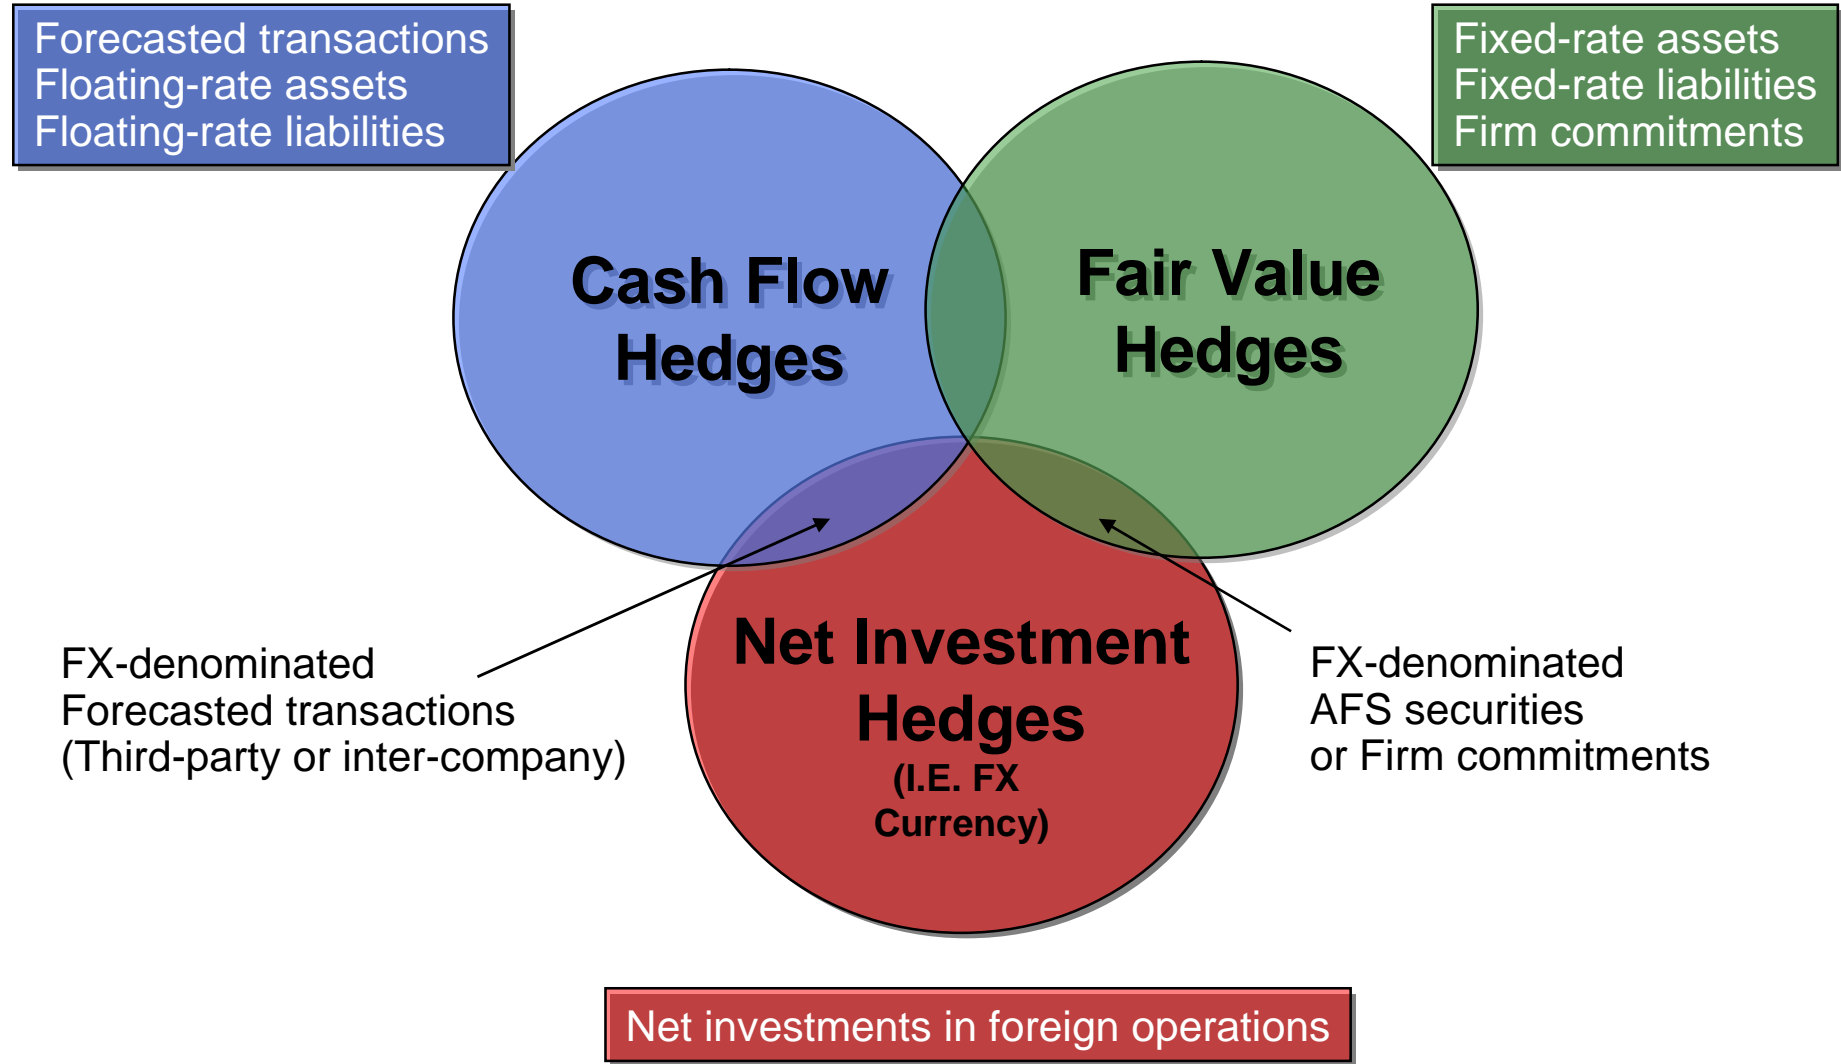 Forecasted transactions
Floating-rate assets
Floating-rate liabilities
Fixed-rate assets
Fixed-rate liabilities
Firm commitments
Cash Flow
Hedges
Fair Value
Hedges
Net Investment
Hedges
(I.E. FX
Currency)
FX-denominated
Forecasted transactions
(Third-party or inter-company)
FX-denominated
AFS securities
or Firm commitments
Net investments in foreign operations